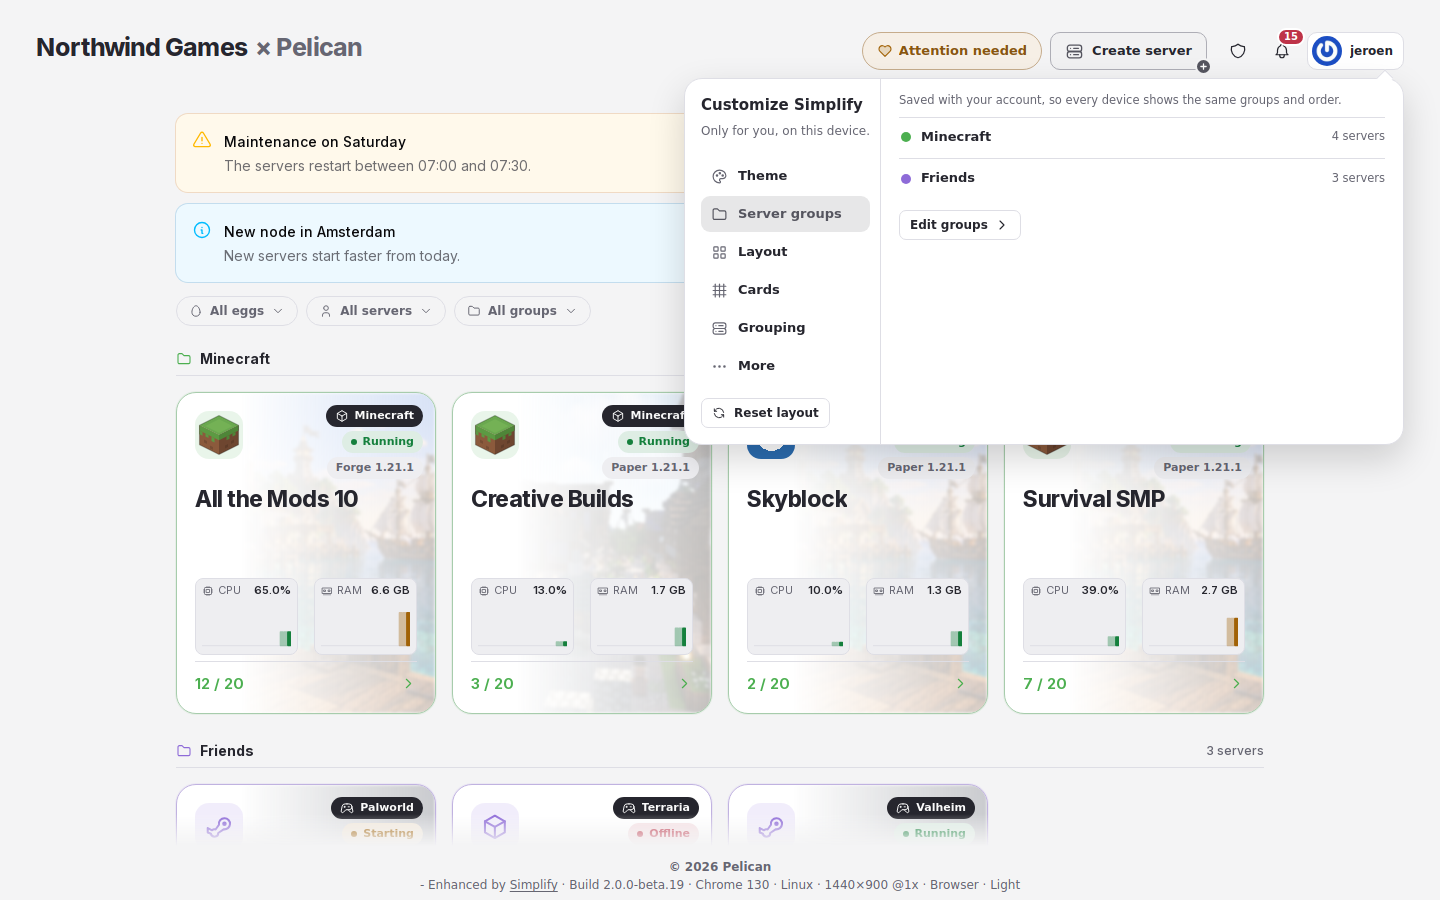 Northwind Games × Pelican
Attention needed
Create server
15
jeroen
Customize Simplify
Only for you, on this device.
Theme
Server groups
Layout
Cards
Grouping
More
Reset layout
Saved with your account, so every device shows the same groups and order.
Minecraft
4 servers
Friends
3 servers
Edit groups
Maintenance on Saturday
The servers restart between 07:00 and 07:30.
New node in Amsterdam
New servers start faster from today.
All eggs
All servers
All groups
Minecraft
Minecraft
Running
Forge 1.21.1
All the Mods 10
CPU 65.0%
RAM 6.6 GB
12 / 20
Minecraft
Running
Paper 1.21.1
Creative Builds
CPU 13.0%
RAM 1.7 GB
3 / 20
Paper 1.21.1
Skyblock
CPU 10.0%
RAM 1.3 GB
2 / 20
Paper 1.21.1
Survival SMP
CPU 39.0%
RAM 2.7 GB
7 / 20
Friends
3 servers
Palworld
Starting
Terraria
Offline
Valheim
Running
© 2026 Pelican
- Enhanced by Simplify · Build 2.0.0-beta.19 · Chrome 130 · Linux · 1440×900 @1x · Browser · Light